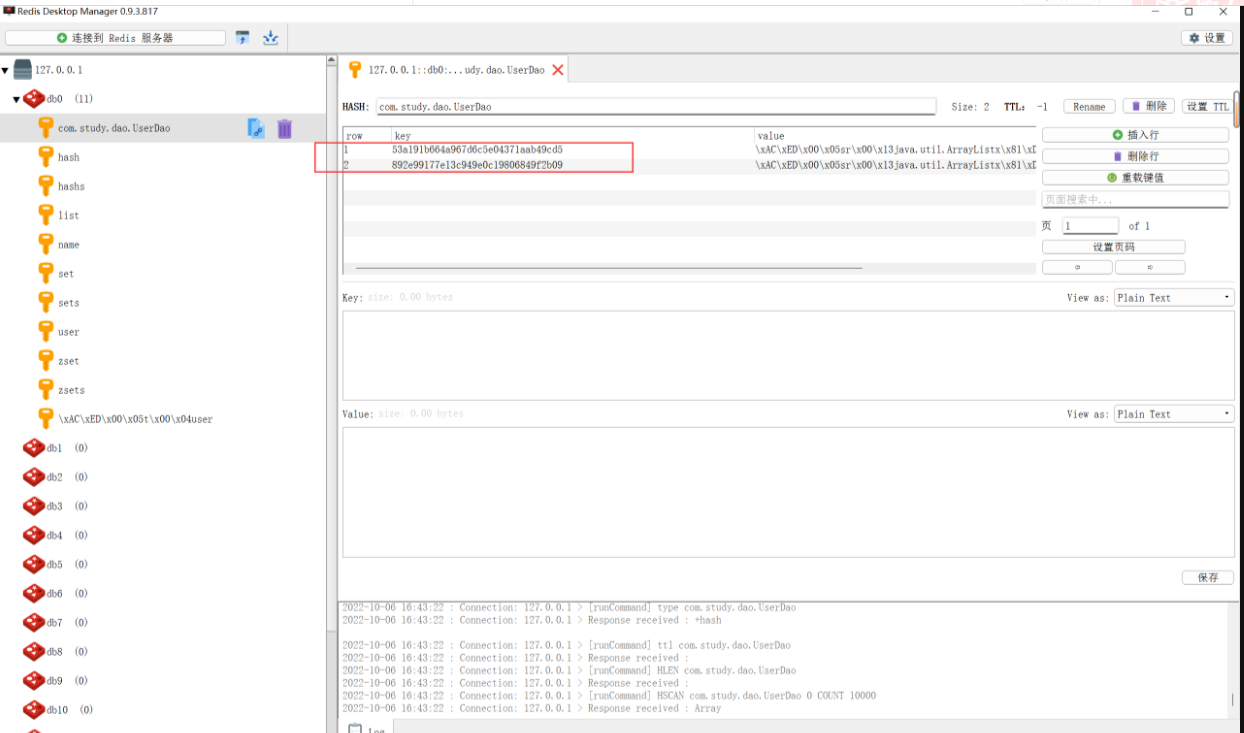 Redis Desktop Manager 0.9.3.817
连接到 Redis 服务器
设置
127.0.0.1
db0 (11)
com.study.dao.UserDao
hash
hashs
list
name
set
sets
user
zset
zsets
\xAC\xED\x00\x05t\x00\x04user
db1 (0)
db2 (0)
db3 (0)
db4 (0)
db5 (0)
db6 (0)
db7 (0)
db8 (0)
db9 (0)
db10 (0)
127.0.0.1::db0:...udy.dao.UserDao
HASH: com.study.dao.UserDao Size: 2 TTL: -1 Rename 删除 设置 TTL
row key value
1 53a191b664a967d6c5e04371aab49cd5 \xAC\xED\x00\x05sr\x00\x13java.util.ArrayListx\x81\xD
2 892e99177e13c949e0c19806849f2b09 \xAC\xED\x00\x05sr\x00\x13java.util.ArrayListx\x81\xD
插入行
删除行
重载键值
页面搜索中...
页 1 of 1
设置页码
Key: size: 0.00 bytes View as: Plain Text
Value: size: 0.00 bytes View as: Plain Text
保存
2022-10-06 16:43:22 : Connection: 127.0.0.1 > [runCommand] type com.study.dao.UserDao
2022-10-06 16:43:22 : Connection: 127.0.0.1 > Response received : +hash
2022-10-06 16:43:22 : Connection: 127.0.0.1 > [runCommand] ttl com.study.dao.UserDao
2022-10-06 16:43:22 : Connection: 127.0.0.1 > Response received :
2022-10-06 16:43:22 : Connection: 127.0.0.1 > [runCommand] HLEN com.study.dao.UserDao
2022-10-06 16:43:22 : Connection: 127.0.0.1 > Response received :
2022-10-06 16:43:22 : Connection: 127.0.0.1 > [runCommand] HSCAN com.study.dao.UserDao 0 COUNT 10000
2022-10-06 16:43:22 : Connection: 127.0.0.1 > Response received : Array